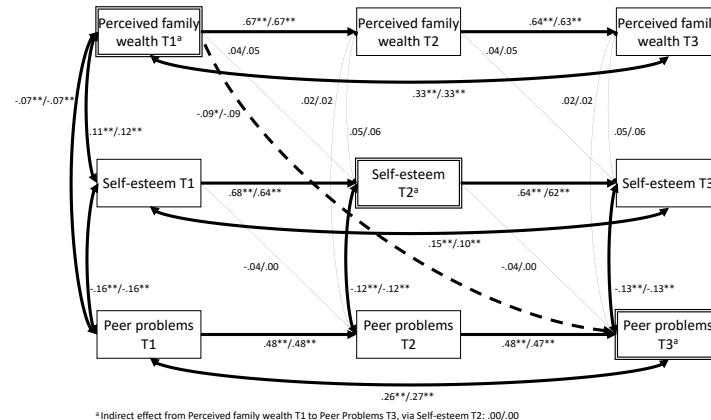 Perceived family
wealth T1ᵃ
.67**/.67**
Perceived family
wealth T2
.64**/.63**
Perceived family
wealth T3
.04/.05
.04/.05
-.07**/-.07**
.33**/.33**
-.09*/-.09
.02/.02
.02/.02
.11**/.12**
.05/.06
.05/.06
Self-esteem T1
.68**/.64**
Self-esteem
T2ᵃ
.64**/62**
Self-esteem T3
.15**/.10**
-.04/.00
-.04/.00
-.16**/-.16**
-.12**/-.12**
-.13**/-.13**
Peer problems
T1
.48**/.48**
Peer problems
T2
.48**/.47**
Peer problems
T3ᵃ
.26**/.27**
ᵃ Indirect effect from Perceived family wealth T1 to Peer Problems T3, via Self-esteem T2: .00/.00